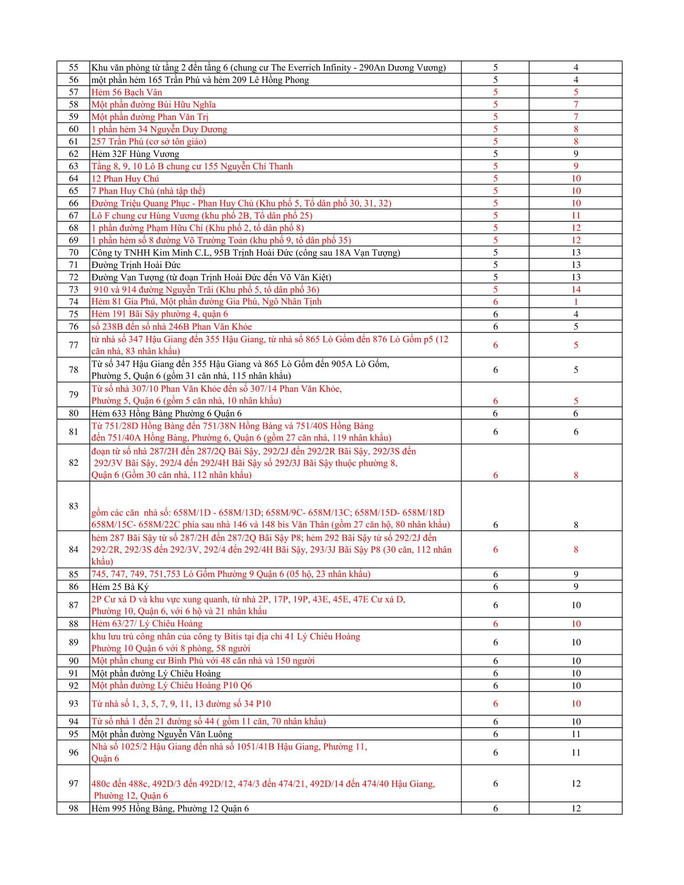 55 Khu văn phòng từ tầng 2 đến tầng 6 (chung cư The Everrich Infinity - 290An Dương Vương) 5 4
56 một phần hẻm 165 Trần Phú và hẻm 209 Lê Hồng Phong 5 4
57 Hẻm 56 Bạch Vân 5 5
58 Một phần đường Bùi Hữu Nghĩa 5 7
59 Một phần đường Phan Văn Trị 5 7
60 1 phần hẻm 34 Nguyễn Duy Dương 5 8
61 257 Trần Phú (cơ sở tôn giáo) 5 8
62 Hẻm 32F Hùng Vương 5 9
63 Tầng 8, 9, 10 Lô B chung cư 155 Nguyễn Chí Thanh 5 9
64 12 Phan Huy Chú 5 10
65 7 Phan Huy Chú (nhà tập thể) 5 10
66 Đường Triệu Quang Phục - Phan Huy Chú (Khu phố 5, Tổ dân phố 30, 31, 32) 5 10
67 Lô F chung cư Hùng Vương (khu phố 2B, Tổ dân phố 25) 5 11
68 1 phần đường Phạm Hữu Chí (Khu phố 2, tổ dân phố 8) 5 12
69 1 phần hẻm số 8 đường Võ Trường Toản (khu phố 9, tổ dân phố 35) 5 12
70 Công ty TNHH Kim Minh C.L, 95B Trịnh Hoài Đức (cổng sau 18A Vạn Tượng) 5 13
71 Đường Trịnh Hoài Đức 5 13
72 Đường Vạn Tượng (từ đoạn Trịnh Hoài Đức đến Võ Văn Kiệt) 5 13
73 910 và 914 đường Nguyễn Trãi (Khu phố 5, tổ dân phố 36) 5 14
74 Hẻm 81 Gia Phú, Một phần đường Gia Phú, Ngô Nhân Tịnh 6 1
75 Hẻm 191 Bãi Sậy phường 4, quận 6 6 4
76 số 238B đến số nhà 246B Phan Văn Khỏe 6 5
77 từ nhà số 347 Hậu Giang đến 355 Hậu Giang, từ nhà số 865 Lò Gốm đến 876 Lò Gốm p5 (12
căn nhà, 83 nhân khẩu) 6 5
78 Từ số 347 Hậu Giang đến 355 Hậu Giang và 865 Lò Gốm đến 905A Lò Gốm,
Phường 5, Quận 6 (gồm 31 căn nhà, 115 nhân khẩu) 6 5
79 Từ số nhà 307/10 Phan Văn Khỏe đến số 307/14 Phan Văn Khỏe,
Phường 5, Quận 6 (gồm 5 căn nhà, 10 nhân khẩu) 6 5
80 Hẻm 633 Hồng Bàng Phường 6 Quận 6 6 6
81 Từ 751/28D Hồng Bàng đến 751/38N Hồng Bàng và 751/40S Hồng Bàng
đến 751/40A Hồng Bàng, Phường 6, Quận 6 (gồm 27 căn nhà, 119 nhân khẩu) 6 6
82 đoạn từ số nhà 287/2H đến 287/2Q Bãi Sậy, 292/2J đến 292/2R Bãi Sậy, 292/3S đến
292/3V Bãi Sậy, 292/4 đến 292/4H Bãi Sậy số 292/3J Bãi Sậy thuộc phường 8,
Quận 6 (Gồm 30 căn nhà, 112 nhân khẩu) 6 8
83 gồm các căn nhà số: 658M/1D - 658M/13D; 658M/9C- 658M/13C; 658M/15D- 658M/18D
658M/15C- 658M/22C phía sau nhà 146 và 148 bis Văn Thân (gồm 27 căn hộ, 80 nhân khẩu) 6 8
84 hẻm 287 Bãi Sậy từ số 287/2H đến 287/2Q Bãi Sậy P8; hẻm 292 Bãi Sậy từ số 292/2J đến
292/2R, 292/3S đến 292/3V, 292/4 đến 292/4H Bãi Sậy, 293/3J Bãi Sậy P8 (30 căn, 112 nhân
khẩu) 6 8
85 745, 747, 749, 751,753 Lò Gốm Phường 9 Quận 6 (05 hộ, 23 nhân khẩu) 6 9
86 Hẻm 25 Bà Ký 6 9
87 2P Cư xá D và khu vực xung quanh, từ nhà 2P, 17P, 19P, 43E, 45E, 47E Cư xá D,
Phường 10, Quận 6, với 6 hộ và 21 nhân khẩu 6 10
88 Hẻm 63/27/ Lý Chiêu Hoàng 6 10
89 khu lưu trú công nhân của công ty Bitis tại địa chỉ 41 Lý Chiêu Hoàng
Phường 10 Quận 6 với 8 phòng, 58 người 6 10
90 Một phần chung cư Bình Phú với 48 căn nhà và 150 người 6 10
91 Một phần đường Lý Chiêu Hoàng 6 10
92 Một phần đường Lý Chiêu Hoàng P10 Q6 6 10
93 Từ nhà số 1, 3, 5, 7, 9, 11, 13 đường số 34 P10 6 10
94 Từ số nhà 1 đến 21 đường số 44 ( gồm 11 căn, 70 nhân khẩu) 6 10
95 Một phần đường Nguyễn Văn Luông 6 11
96 Nhà số 1025/2 Hậu Giang đến nhà số 1051/41B Hậu Giang, Phường 11,
Quận 6 6 11
97 480c đến 488c, 492D/3 đến 492D/12, 474/3 đến 474/21, 492D/14 đến 474/40 Hậu Giang,
Phường 12, Quận 6 6 12
98 Hẻm 995 Hồng Bàng, Phường 12 Quận 6 6 12